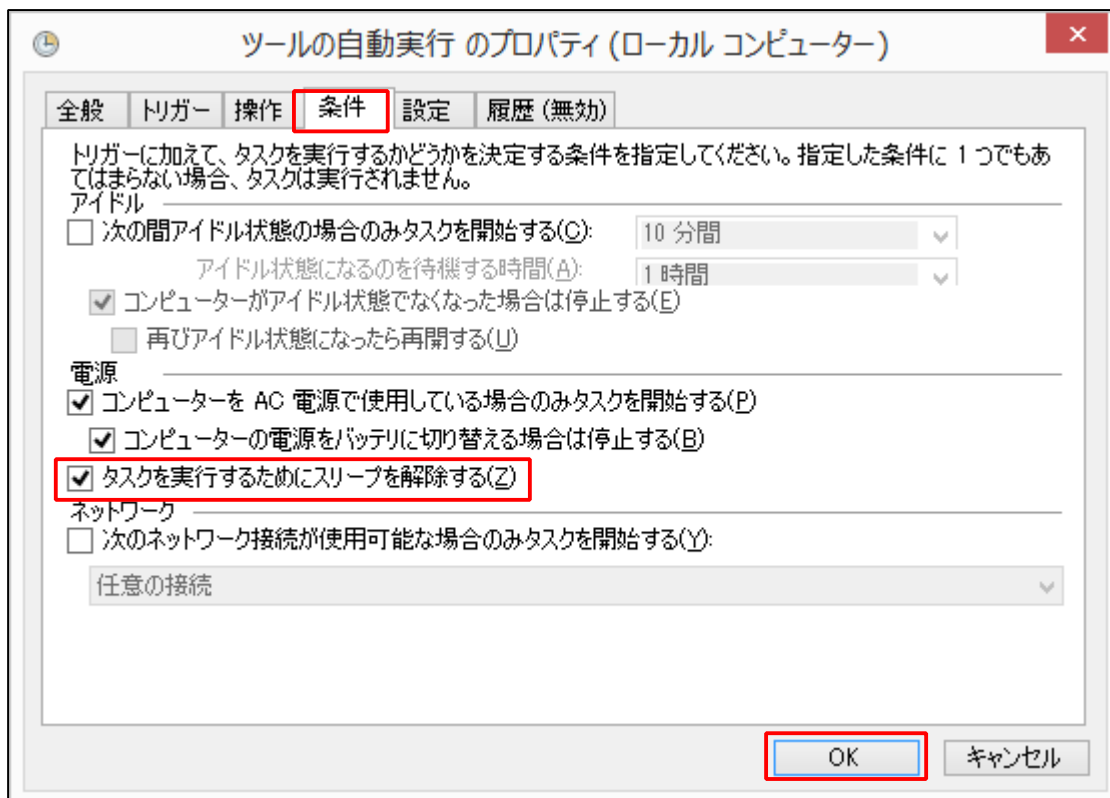 ツールの自動実行 のプロパティ (ローカル コンピューター)
全般 トリガー 操作 条件 設定 履歴 (無効)
トリガーに加えて、タスクを実行するかどうかを決定する条件を指定してください。指定した条件に 1 つでもあ
てはまらない場合、タスクは実行されません。
アイドル
次の間アイドル状態の場合のみタスクを開始する(C): 10 分間
アイドル状態になるのを待機する時間(A): 1 時間
コンピューターがアイドル状態でなくなった場合は停止する(E)
再びアイドル状態になったら再開する(U)
電源
コンピューターを AC 電源で使用している場合のみタスクを開始する(P)
コンピューターの電源をバッテリに切り替える場合は停止する(B)
タスクを実行するためにスリープを解除する(Z)
ネットワーク
次のネットワーク接続が使用可能な場合のみタスクを開始する(Y):
任意の接続
OK キャンセル